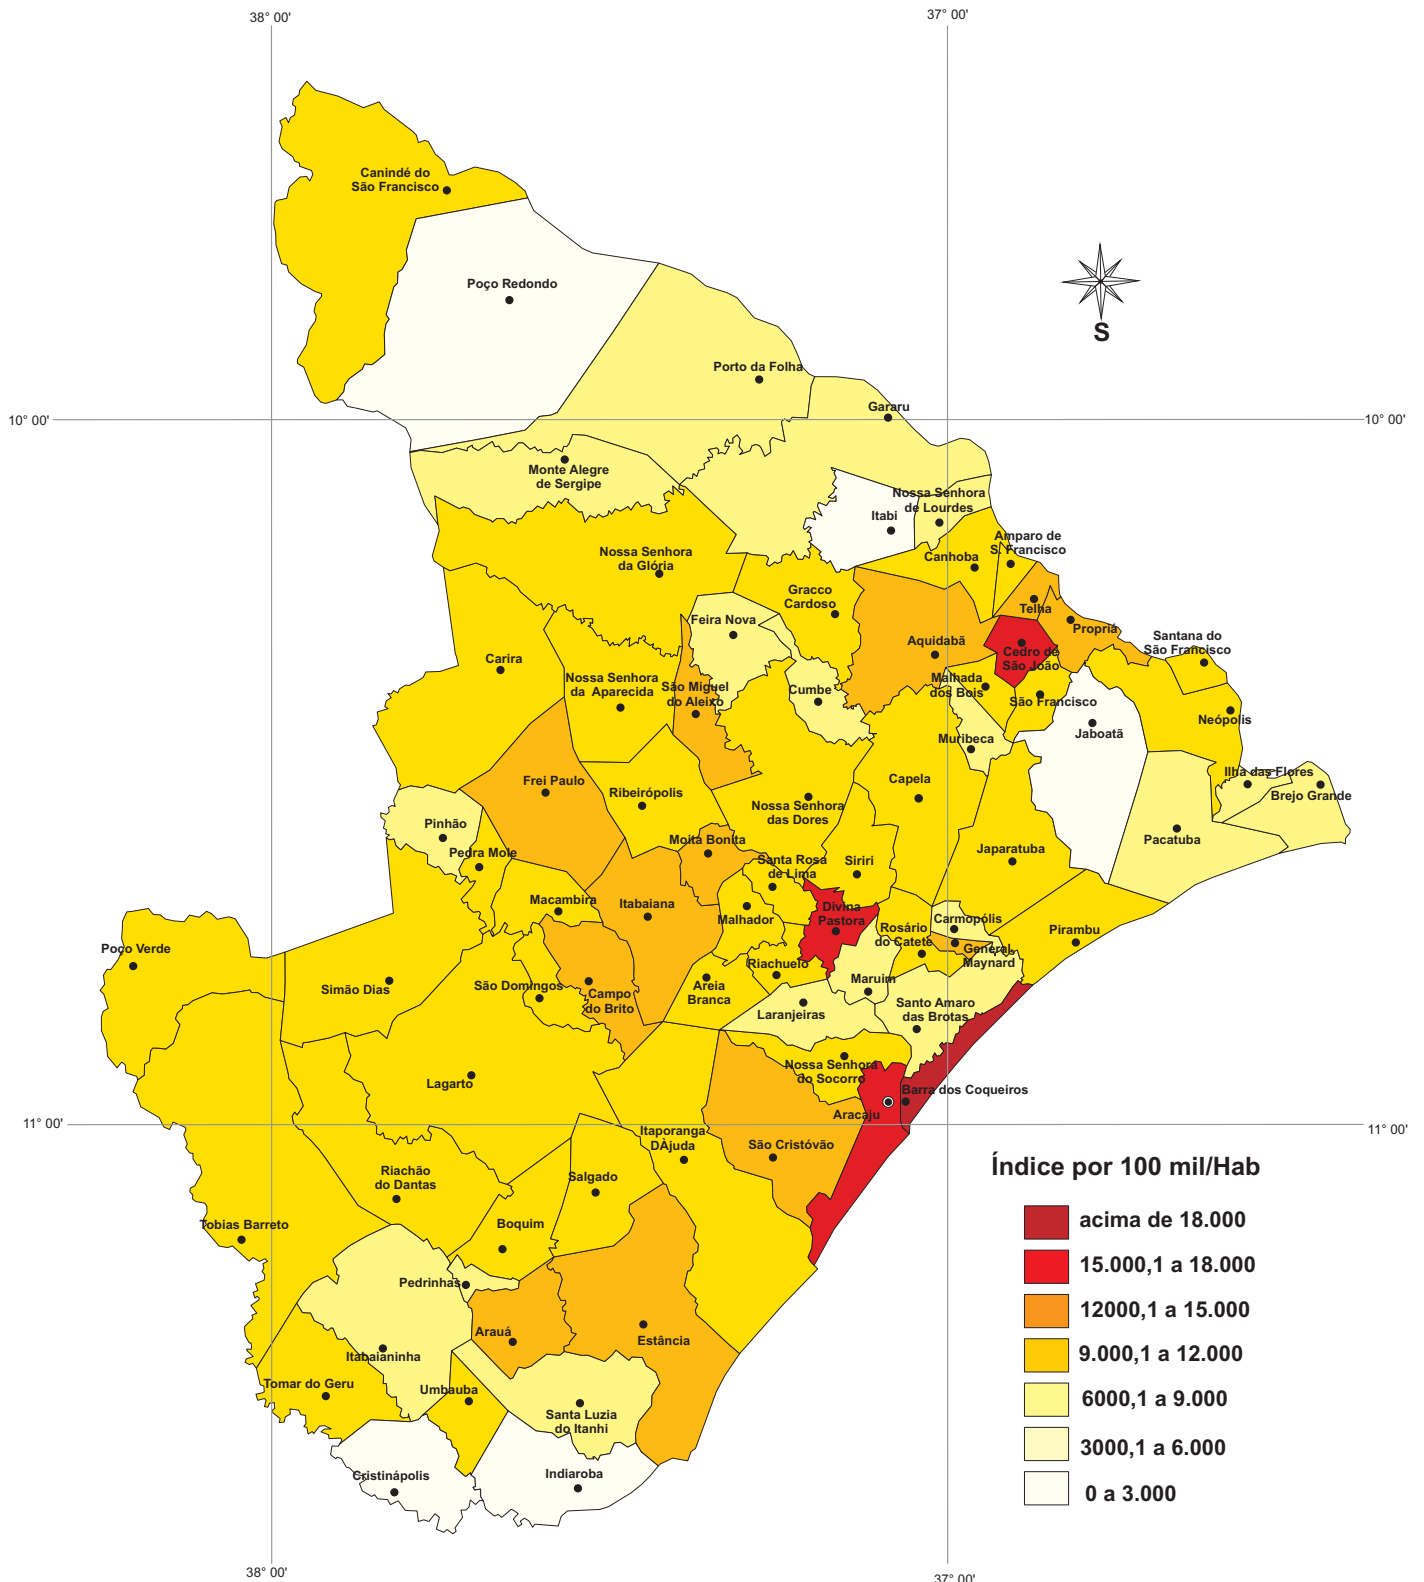 38° 00'
37° 00'
Canindé do
São Francisco
Poço Redondo
S
Porto da Folha
Gararu
10° 00'
10° 00'
Monte Alegre
de Sergipe
Nossa Senhora
de Lourdes
Itabi
Amparo de
S. Francisco
Nossa Senhora
da Glória
Canhoba
Gracco
Cardoso
Telha
Feira Nova
Propriá
Aquidabã
Santana do
São Francisco
Cedro de
São João
Carira
Nossa Senhora
da Aparecida
São Miguel
do Aleixo
Cumbe
Malhada
dos Bois
São Francisco
Neópolis
Jaboatã
Muribeca
Frei Paulo
Ribeirópolis
Capela
Ilha das Flores
Brejo Grande
Nossa Senhora
das Dores
Pinhão
Pedra Mole
Moita Bonita
Santa Rosa
de Lima
Siriri
Japaratuba
Pacatuba
Macambira
Itabaiana
Malhador
Divina
Pastora
Carmopólis
Rosário
do Catete
Pirambu
General
Maynard
Poço Verde
Simão Dias
São Domingos
Campo
do Brito
Areia
Branca
Riachuelo
Maruim
Laranjeiras
Santo Amaro
das Brotas
Nossa Senhora
do Socorro
Lagarto
Barra dos Coqueiros
Aracaju
11° 00'
11° 00'
Itaporanga
DÀjuda
São Cristóvão
Riachão
do Dantas
Salgado
Tobias Barreto
Boquim
Pedrinhas
Arauá
Estância
Itabaianinha
Tomar do Geru
Umbauba
Santa Luzia
do Itanhi
Cristinápolis
Indiaroba
Índice por 100 mil/Hab
acima de 18.000
15.000,1 a 18.000
12000,1 a 15.000
9.000,1 a 12.000
6000,1 a 9.000
3000,1 a 6.000
0 a 3.000
38° 00'
37° 00'